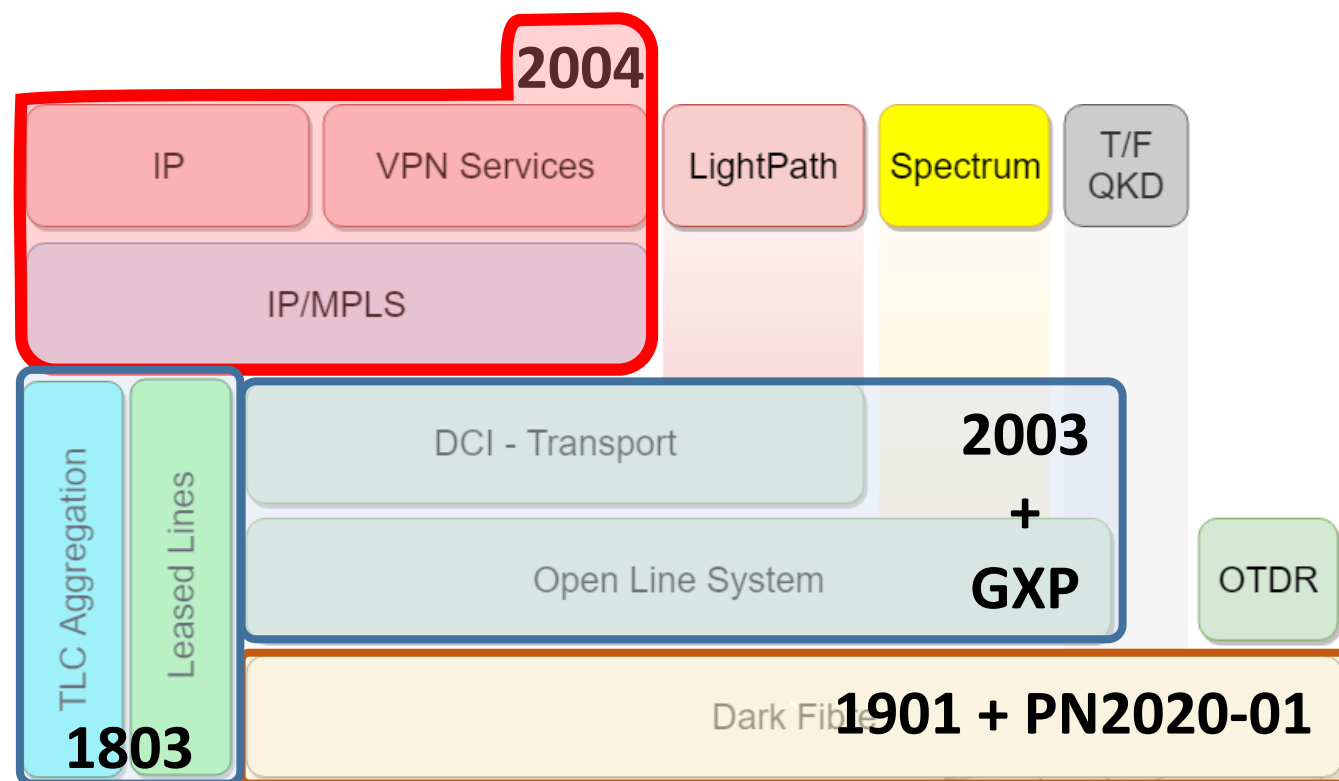 2004
IP
VPN Services
LightPath
Spectrum
T/F
QKD
IP/MPLS
TLC Aggregation
Leased Lines
DCI - Transport
2003
+
GXP
Open Line System
OTDR
Dark Fibre
1901 + PN2020-01
1803